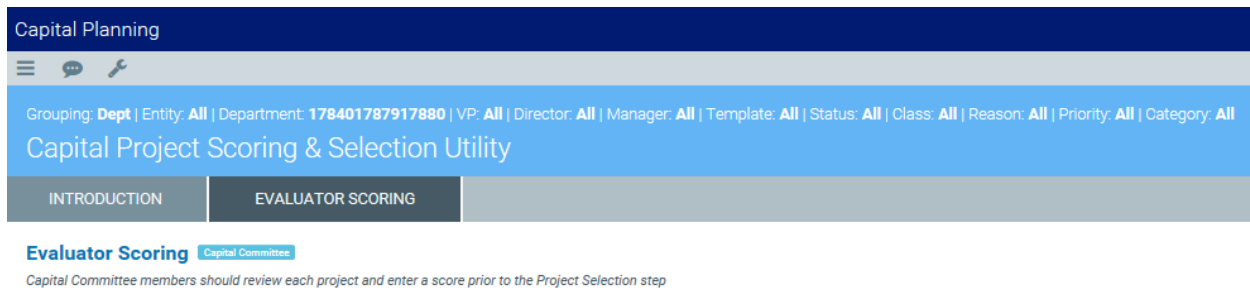 Capital Planning
Grouping: Dept | Entity: All | Department: 178401787917880 | VP: All | Director: All | Manager: All | Template: All | Status: All | Class: All | Reason: All | Priority: All | Category: All
Capital Project Scoring & Selection Utility
INTRODUCTION EVALUATOR SCORING
Evaluator Scoring Capital Committee
Capital Committee members should review each project and enter a score prior to the Project Selection step